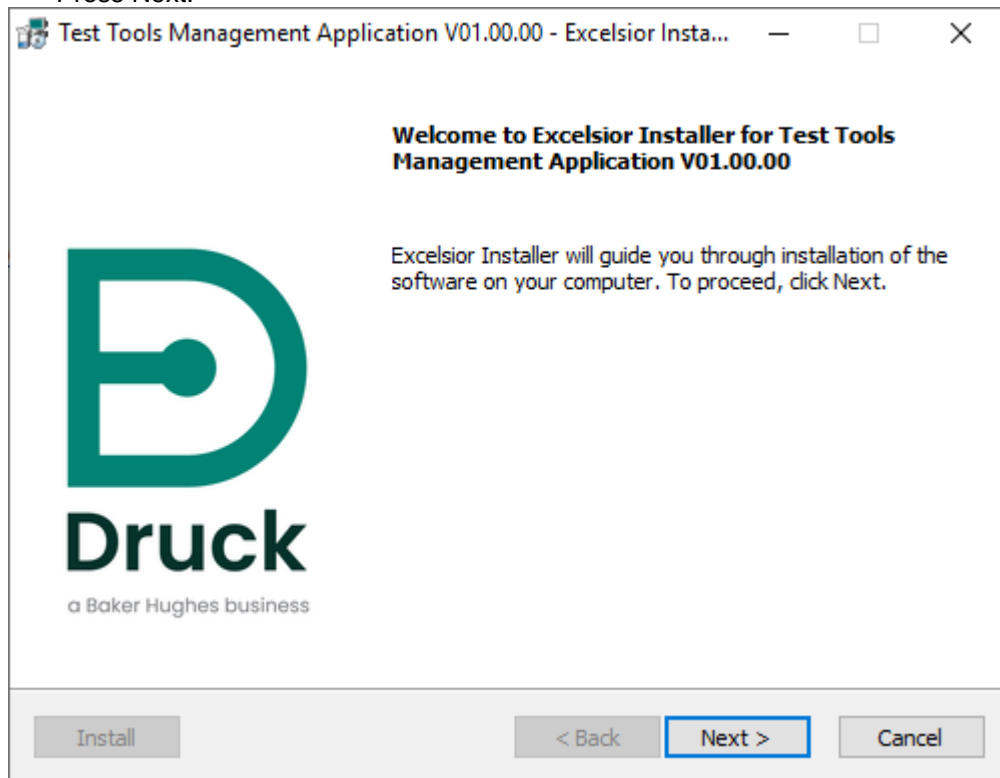 Press Next.
Test Tools Management Application V01.00.00 - Excelsior Insta...
Welcome to Excelsior Installer for Test Tools
Management Application V01.00.00
Excelsior Installer will guide you through installation of the
software on your computer. To proceed, click Next.
Druck
a Baker Hughes business
Install
< Back
Next >
Cancel